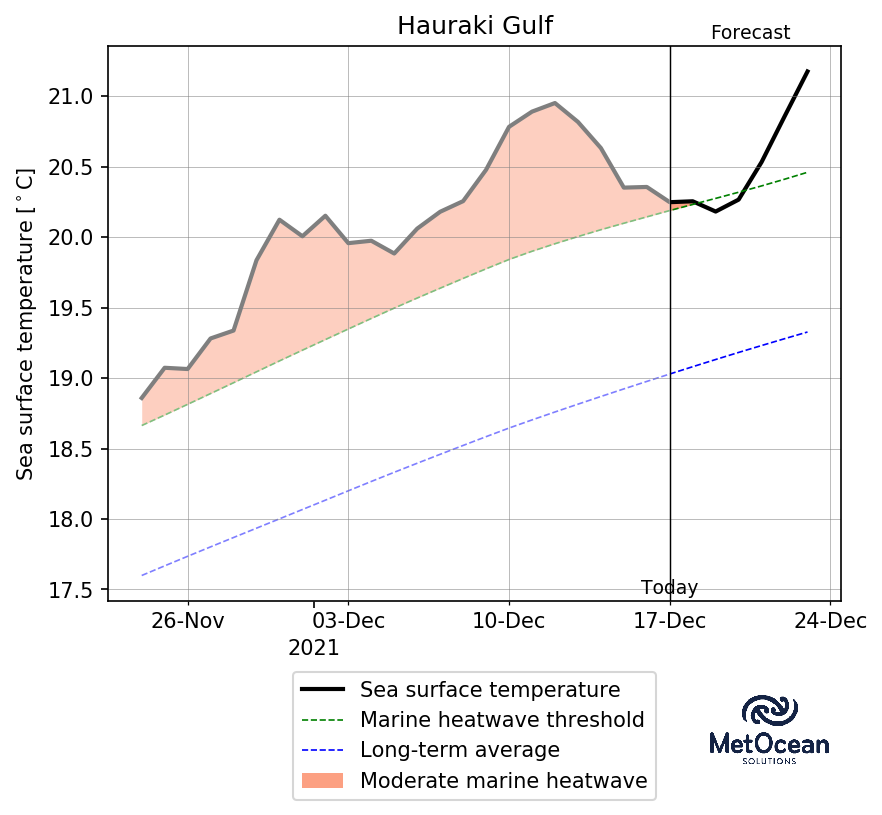 Hauraki Gulf
Forecast
21.0
20.5
20.0
19.5
19.0
18.5
18.0
17.5
Sea surface temperature [°C]
Today
26-Nov 03-Dec 10-Dec 17-Dec 24-Dec
2021
Sea surface temperature
Marine heatwave threshold
Long-term average
Moderate marine heatwave
MetOcean
SOLUTIONS